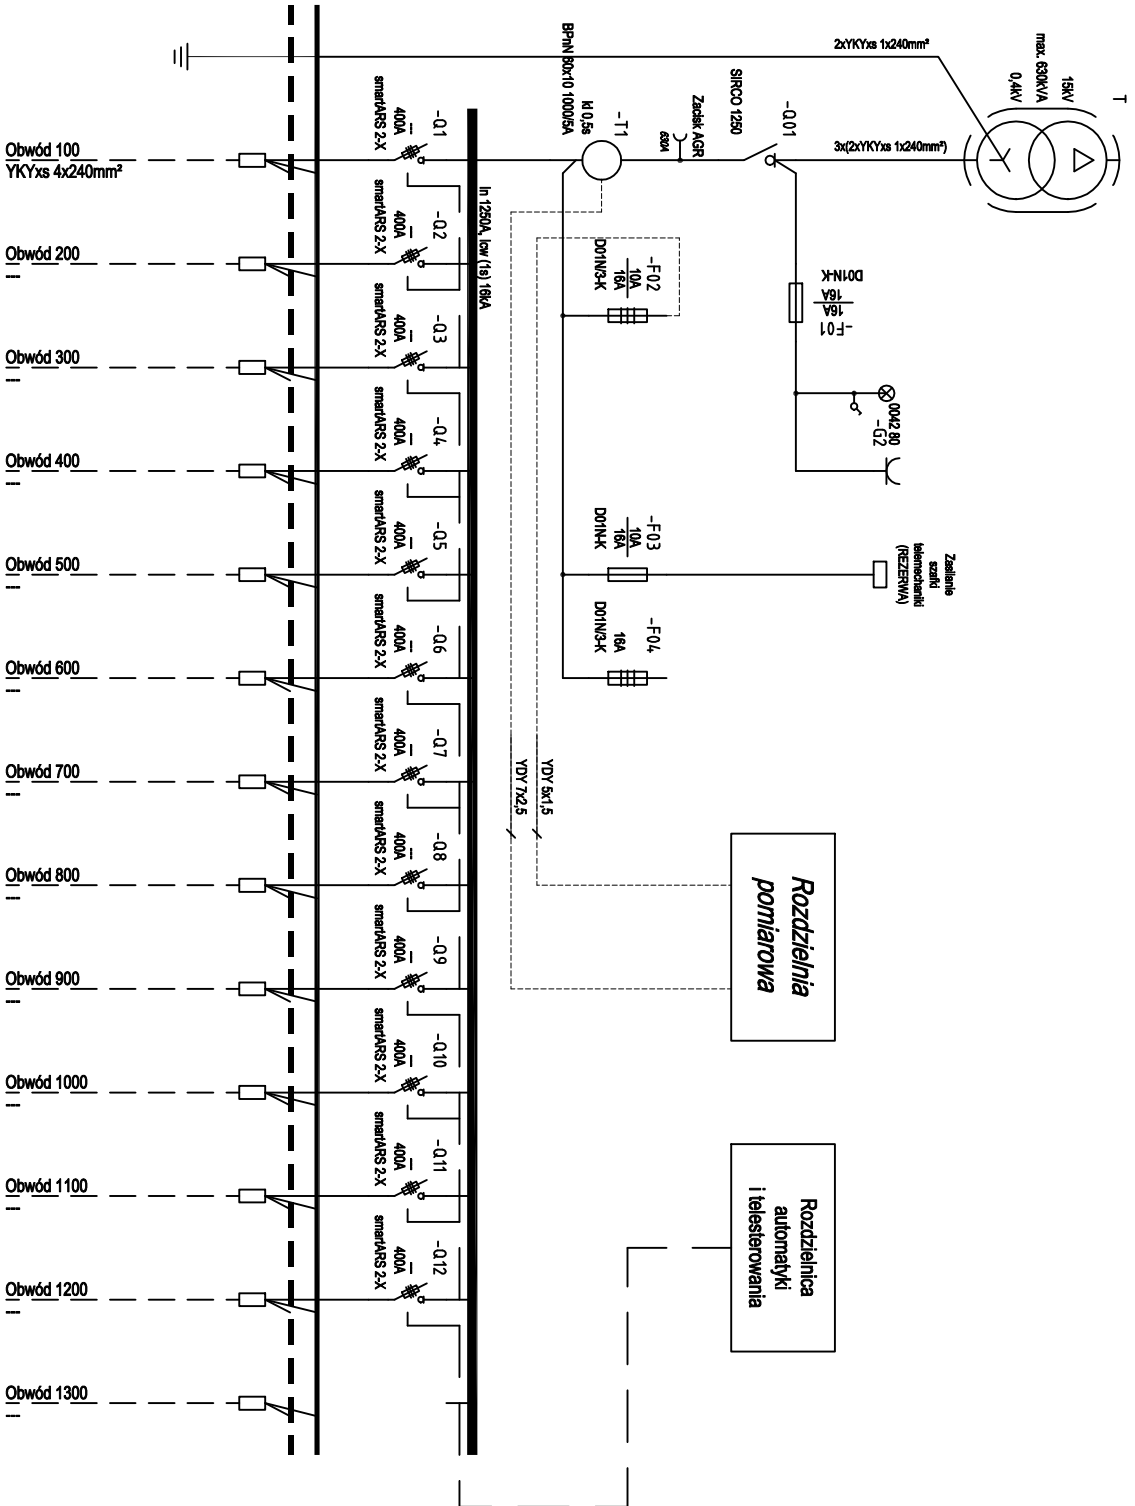 T
15kV
max. 630kVA
0,4kV
2xYKYxs 1x240mm²
3x(2xYKYxs 1x240mm²)
-Q01
SIRCO 1250
Zacisk AGR
630A
-T1
kl 0,5s
BPnN 60x10 1000/5A
-F01
16A
16A
D01N-K
0042 80
-G2
-F02
10A
16A
D01N/3-K
-F03
10A
16A
D01N-K
-F04
16A
D01N/3-K
Zasilanie
szafki
telemechaniki
(REZERWA)
YDY 5x1,5
YDY 7x2,5
Rozdzielnia
pomiarowa
Rozdzielnica
automatyki
i telesterowania
In 1250A, Icw (1s) 16kA
-Q1
---
400A
smartARS 2-X
-Q2
---
400A
smartARS 2-X
-Q3
---
400A
smartARS 2-X
-Q4
---
400A
smartARS 2-X
-Q5
---
400A
smartARS 2-X
-Q6
---
400A
smartARS 2-X
-Q7
---
400A
smartARS 2-X
-Q8
---
400A
smartARS 2-X
-Q9
---
400A
smartARS 2-X
-Q10
---
400A
smartARS 2-X
-Q11
---
400A
smartARS 2-X
-Q12
---
400A
smartARS 2-X
Obwód 100
YKYxs 4x240mm²
Obwód 200
---
Obwód 300
---
Obwód 400
---
Obwód 500
---
Obwód 600
---
Obwód 700
---
Obwód 800
---
Obwód 900
---
Obwód 1000
---
Obwód 1100
---
Obwód 1200
---
Obwód 1300
---